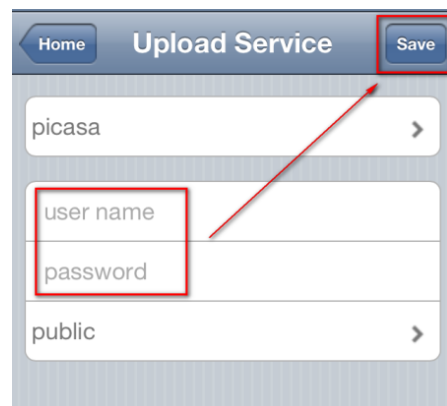 Home Upload Service Save
picasa
user name
password
public